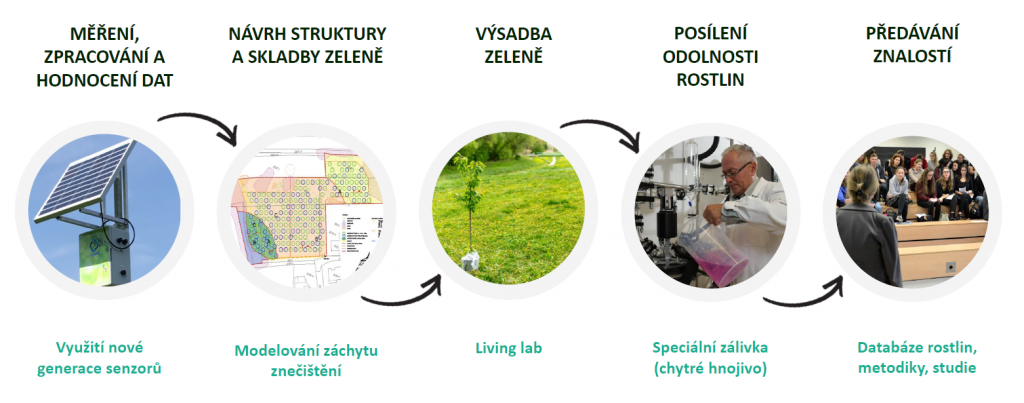 MĚŘENÍ,
ZPRACOVÁNÍ A
HODNOCENÍ DAT
NÁVRH STRUKTURY
A SKLADBY ZELENĚ
VÝSADBA
ZELENĚ
POSÍLENÍ
ODOLNOSTI
ROSTLIN
PŘEDÁVÁNÍ
ZNALOSTÍ
Využití nové
generace senzorů
Modelování záchytu
znečištění
Living lab
Speciální zálivka
(chytré hnojivo)
Databáze rostlin,
metodiky, studie